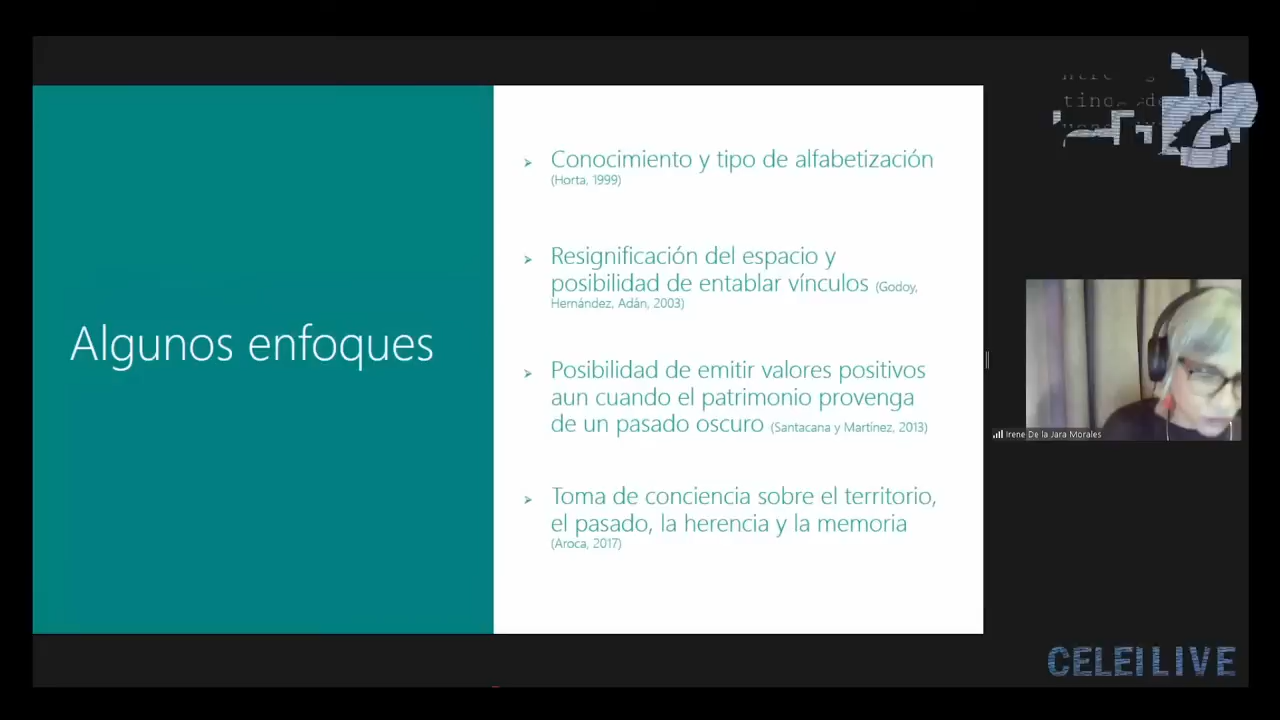 Algunos enfoques
Conocimiento y tipo de alfabetización
(Horta, 1999)
Resignificación del espacio y
posibilidad de entablar vínculos (Godoy,
Hernández, Adán, 2003)
Posibilidad de emitir valores positivos
aun cuando el patrimonio provenga
de un pasado oscuro (Santacana y Martínez, 2013)
Toma de conciencia sobre el territorio,
el pasado, la herencia y la memoria
(Aroca, 2017)
Irene De la Jara Morales
CELEI LIVE